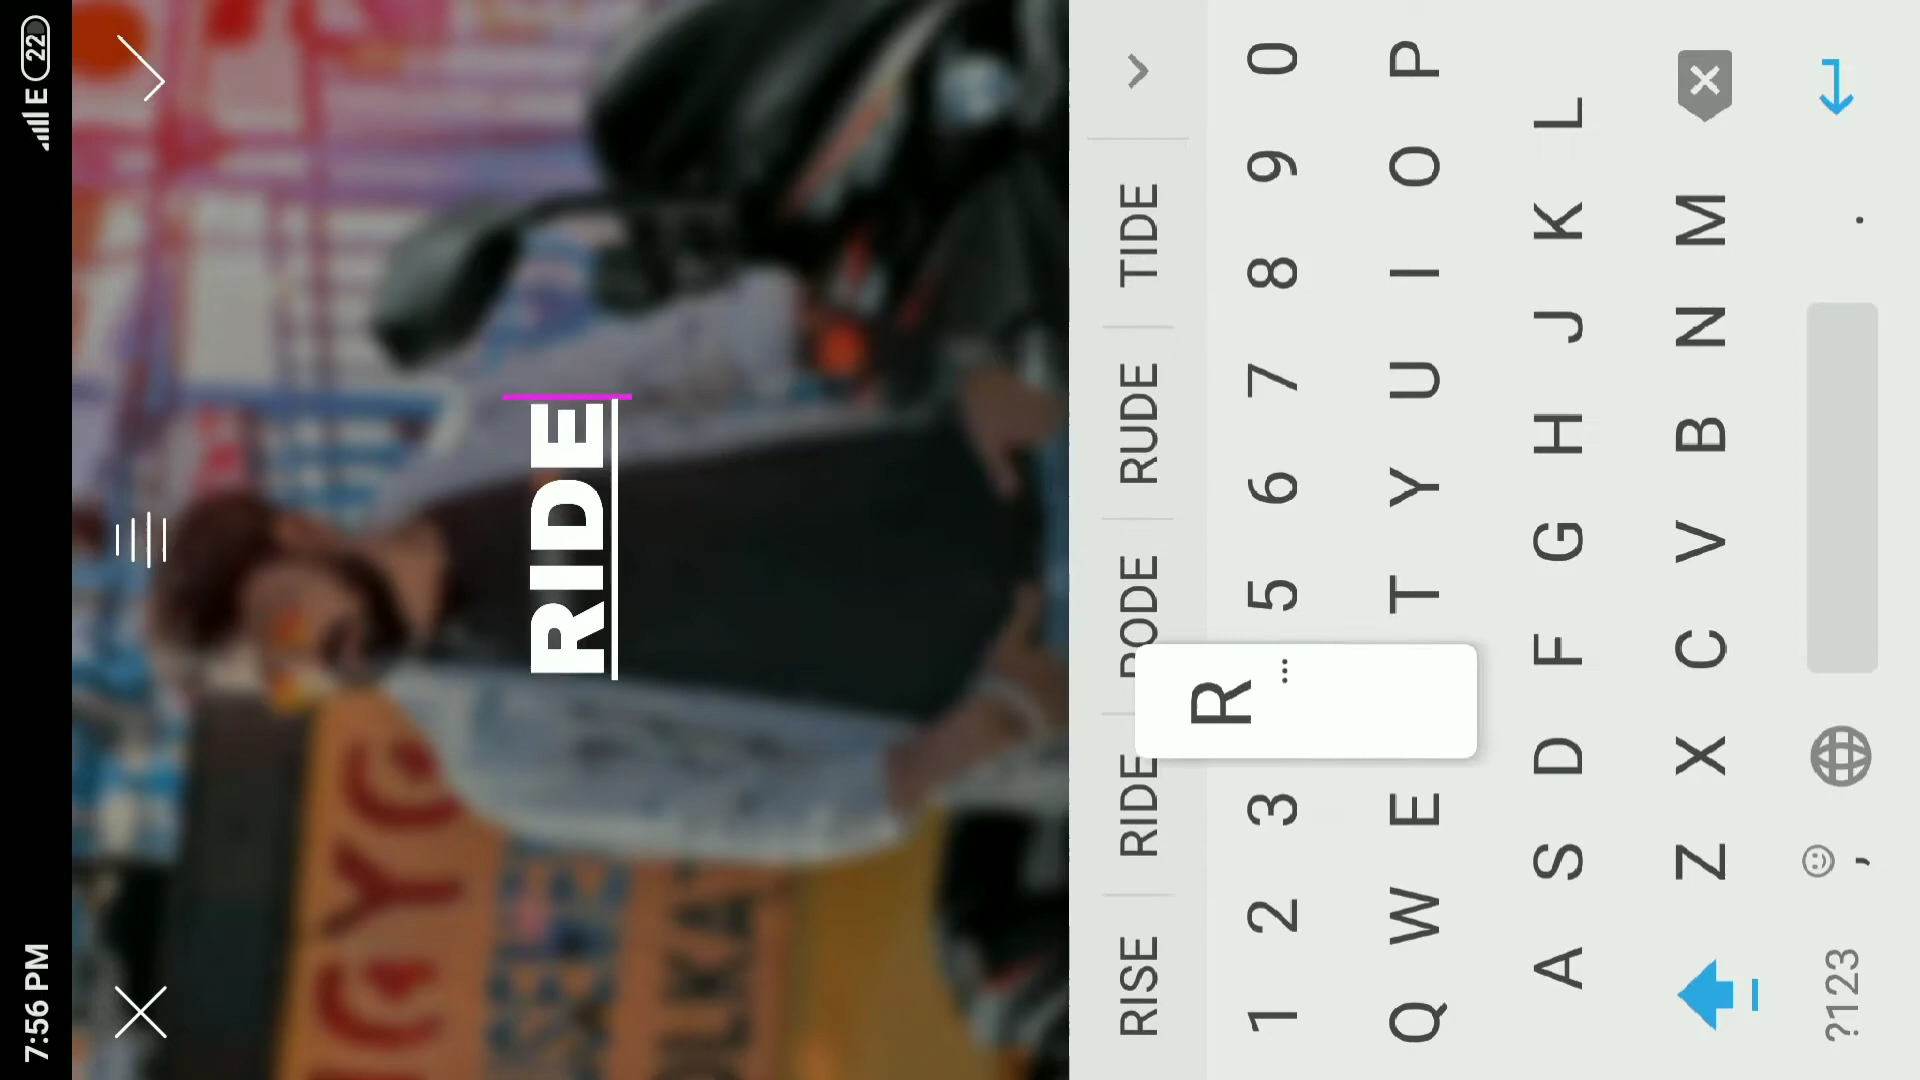 7:56 PM
E 22
RIDE
RISE RIDE RODE RUDE TIDE
1 2 3 5 6 7 8 9 0
R
Q W E T Y U I O P
A S D F G H J K L
Z X C V B N M
?123 , .